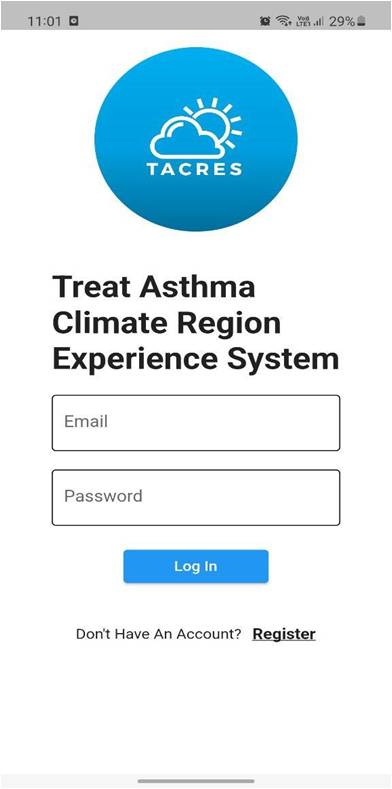 11:01
Vo) LTE1 29%
TACRES
Treat Asthma
Climate Region
Experience System
Email
Password
Log In
Don't Have An Account? Register